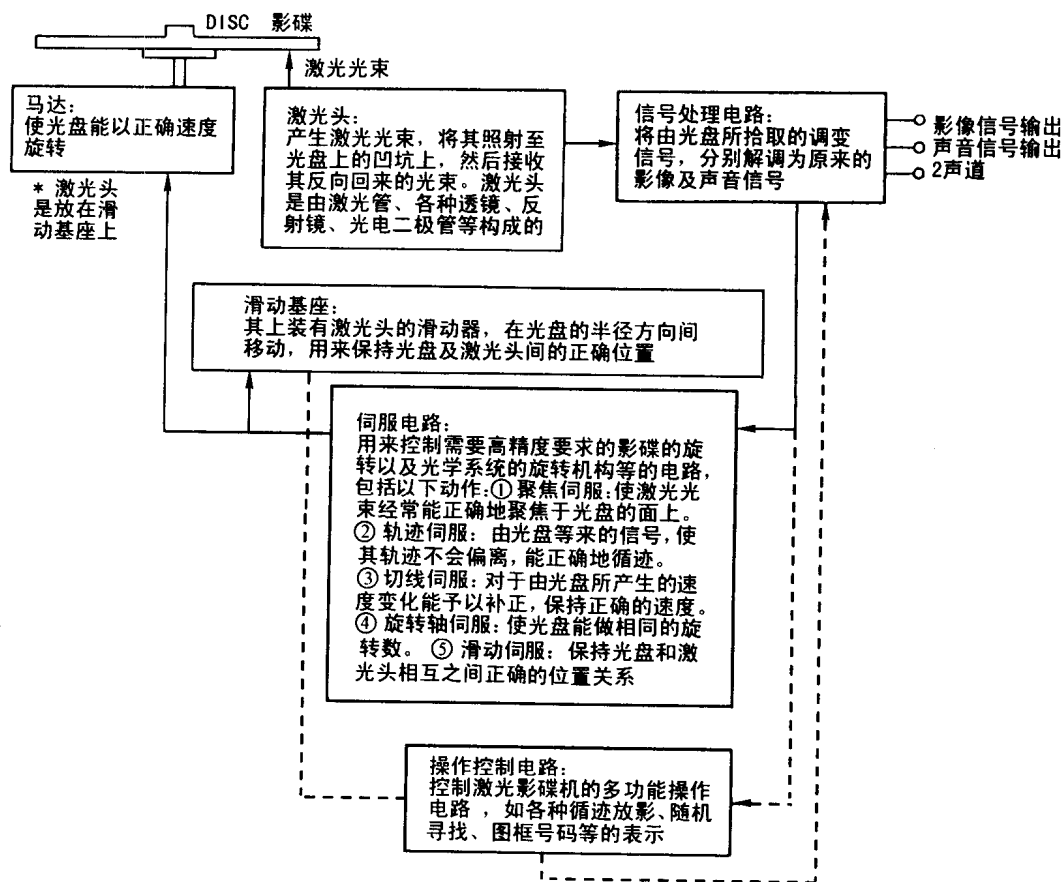 DISC 影碟
激光光束
马达：
使光盘能以正确速度
旋转
* 激光头
是放在滑
动基座上
激光头：
产生激光光束，将其照射至
光盘上的凹坑上，然后接收
其反向回来的光束。激光头
是由激光管、各种透镜、反
射镜、光电二极管等构成的
信号处理电路：
将由光盘所拾取的调变
信号，分别解调为原来的
影像及声音信号
影像信号输出
声音信号输出
2声道
滑动基座：
其上装有激光头的滑动器，在光盘的半径方向间
移动，用来保持光盘及激光头间的正确位置
伺服电路：
用来控制需要高精度要求的影碟的旋
转以及光学系统的旋转机构等的电路，
包括以下动作：① 聚焦伺服：使激光光
束经常能正确地聚焦于光盘的面上。
② 轨迹伺服：由光盘等来的信号，使
其轨迹不会偏离，能正确地循迹。
③ 切线伺服：对于由光盘所产生的速
度变化能予以补正，保持正确的速度。
④ 旋转轴伺服：使光盘能做相同的旋
转数。 ⑤ 滑动伺服：保持光盘和激
光头相互之间正确的位置关系
操作控制电路：
控制激光影碟机的多功能操作
电路，如各种循迹放影、随机
寻找、图框号码等的表示